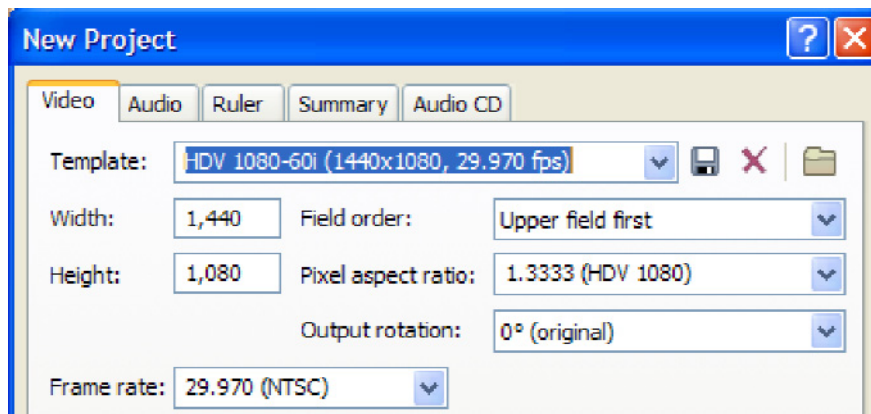 New Project
Video Audio Ruler Summary Audio CD
Template: HDV 1080-60i (1440x1080, 29.970 fps)
Width: 1,440 Field order: Upper field first
Height: 1,080 Pixel aspect ratio: 1.3333 (HDV 1080)
Output rotation: 0° (original)
Frame rate: 29.970 (NTSC)